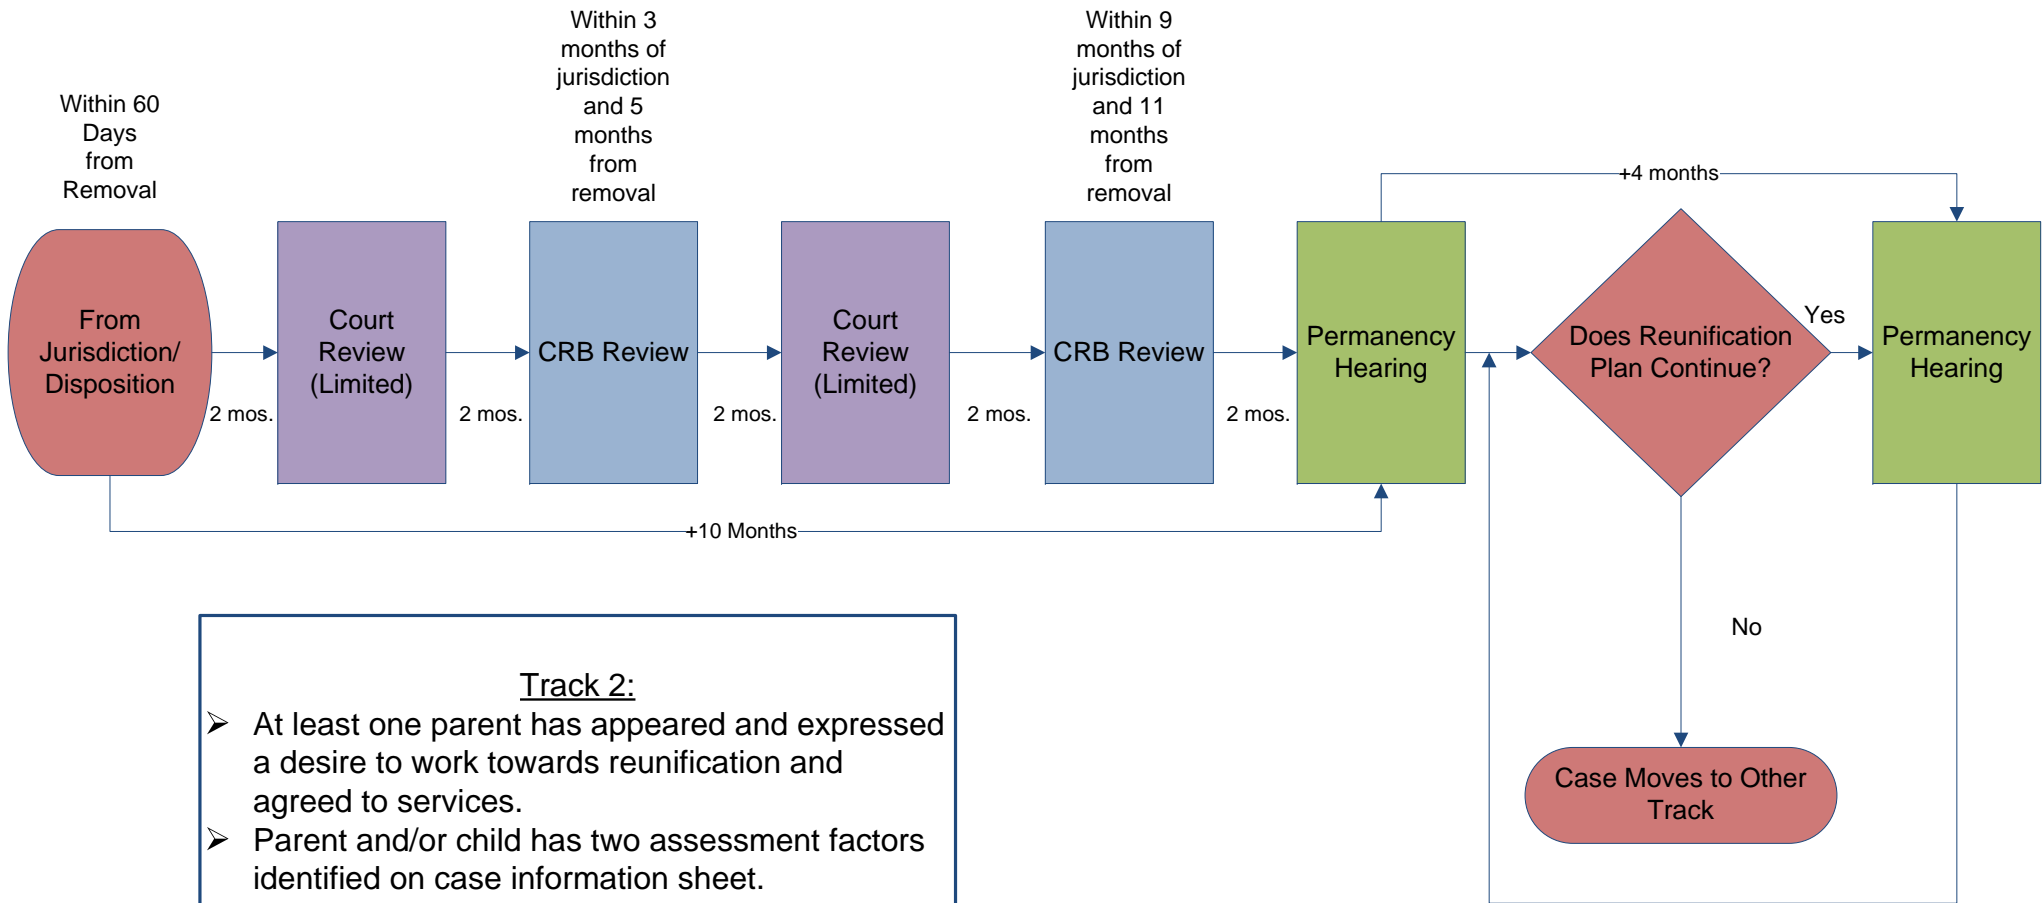 Within 60
Days
from
Removal
Within 3
months of
jurisdiction
and 5
months
from
removal
Within 9
months of
jurisdiction
and 11
months
from
removal
+4 months
From
Jurisdiction/
Disposition
2 mos.
Court
Review
(Limited)
2 mos.
CRB Review
2 mos.
Court
Review
(Limited)
2 mos.
CRB Review
2 mos.
Permanency
Hearing
Does Reunification
Plan Continue?
Yes
Permanency
Hearing
+10 Months
No
Case Moves to Other
Track
Track 2:
➢ At least one parent has appeared and expressed
a desire to work towards reunification and
agreed to services.
➢ Parent and/or child has two assessment factors
identified on case information sheet.